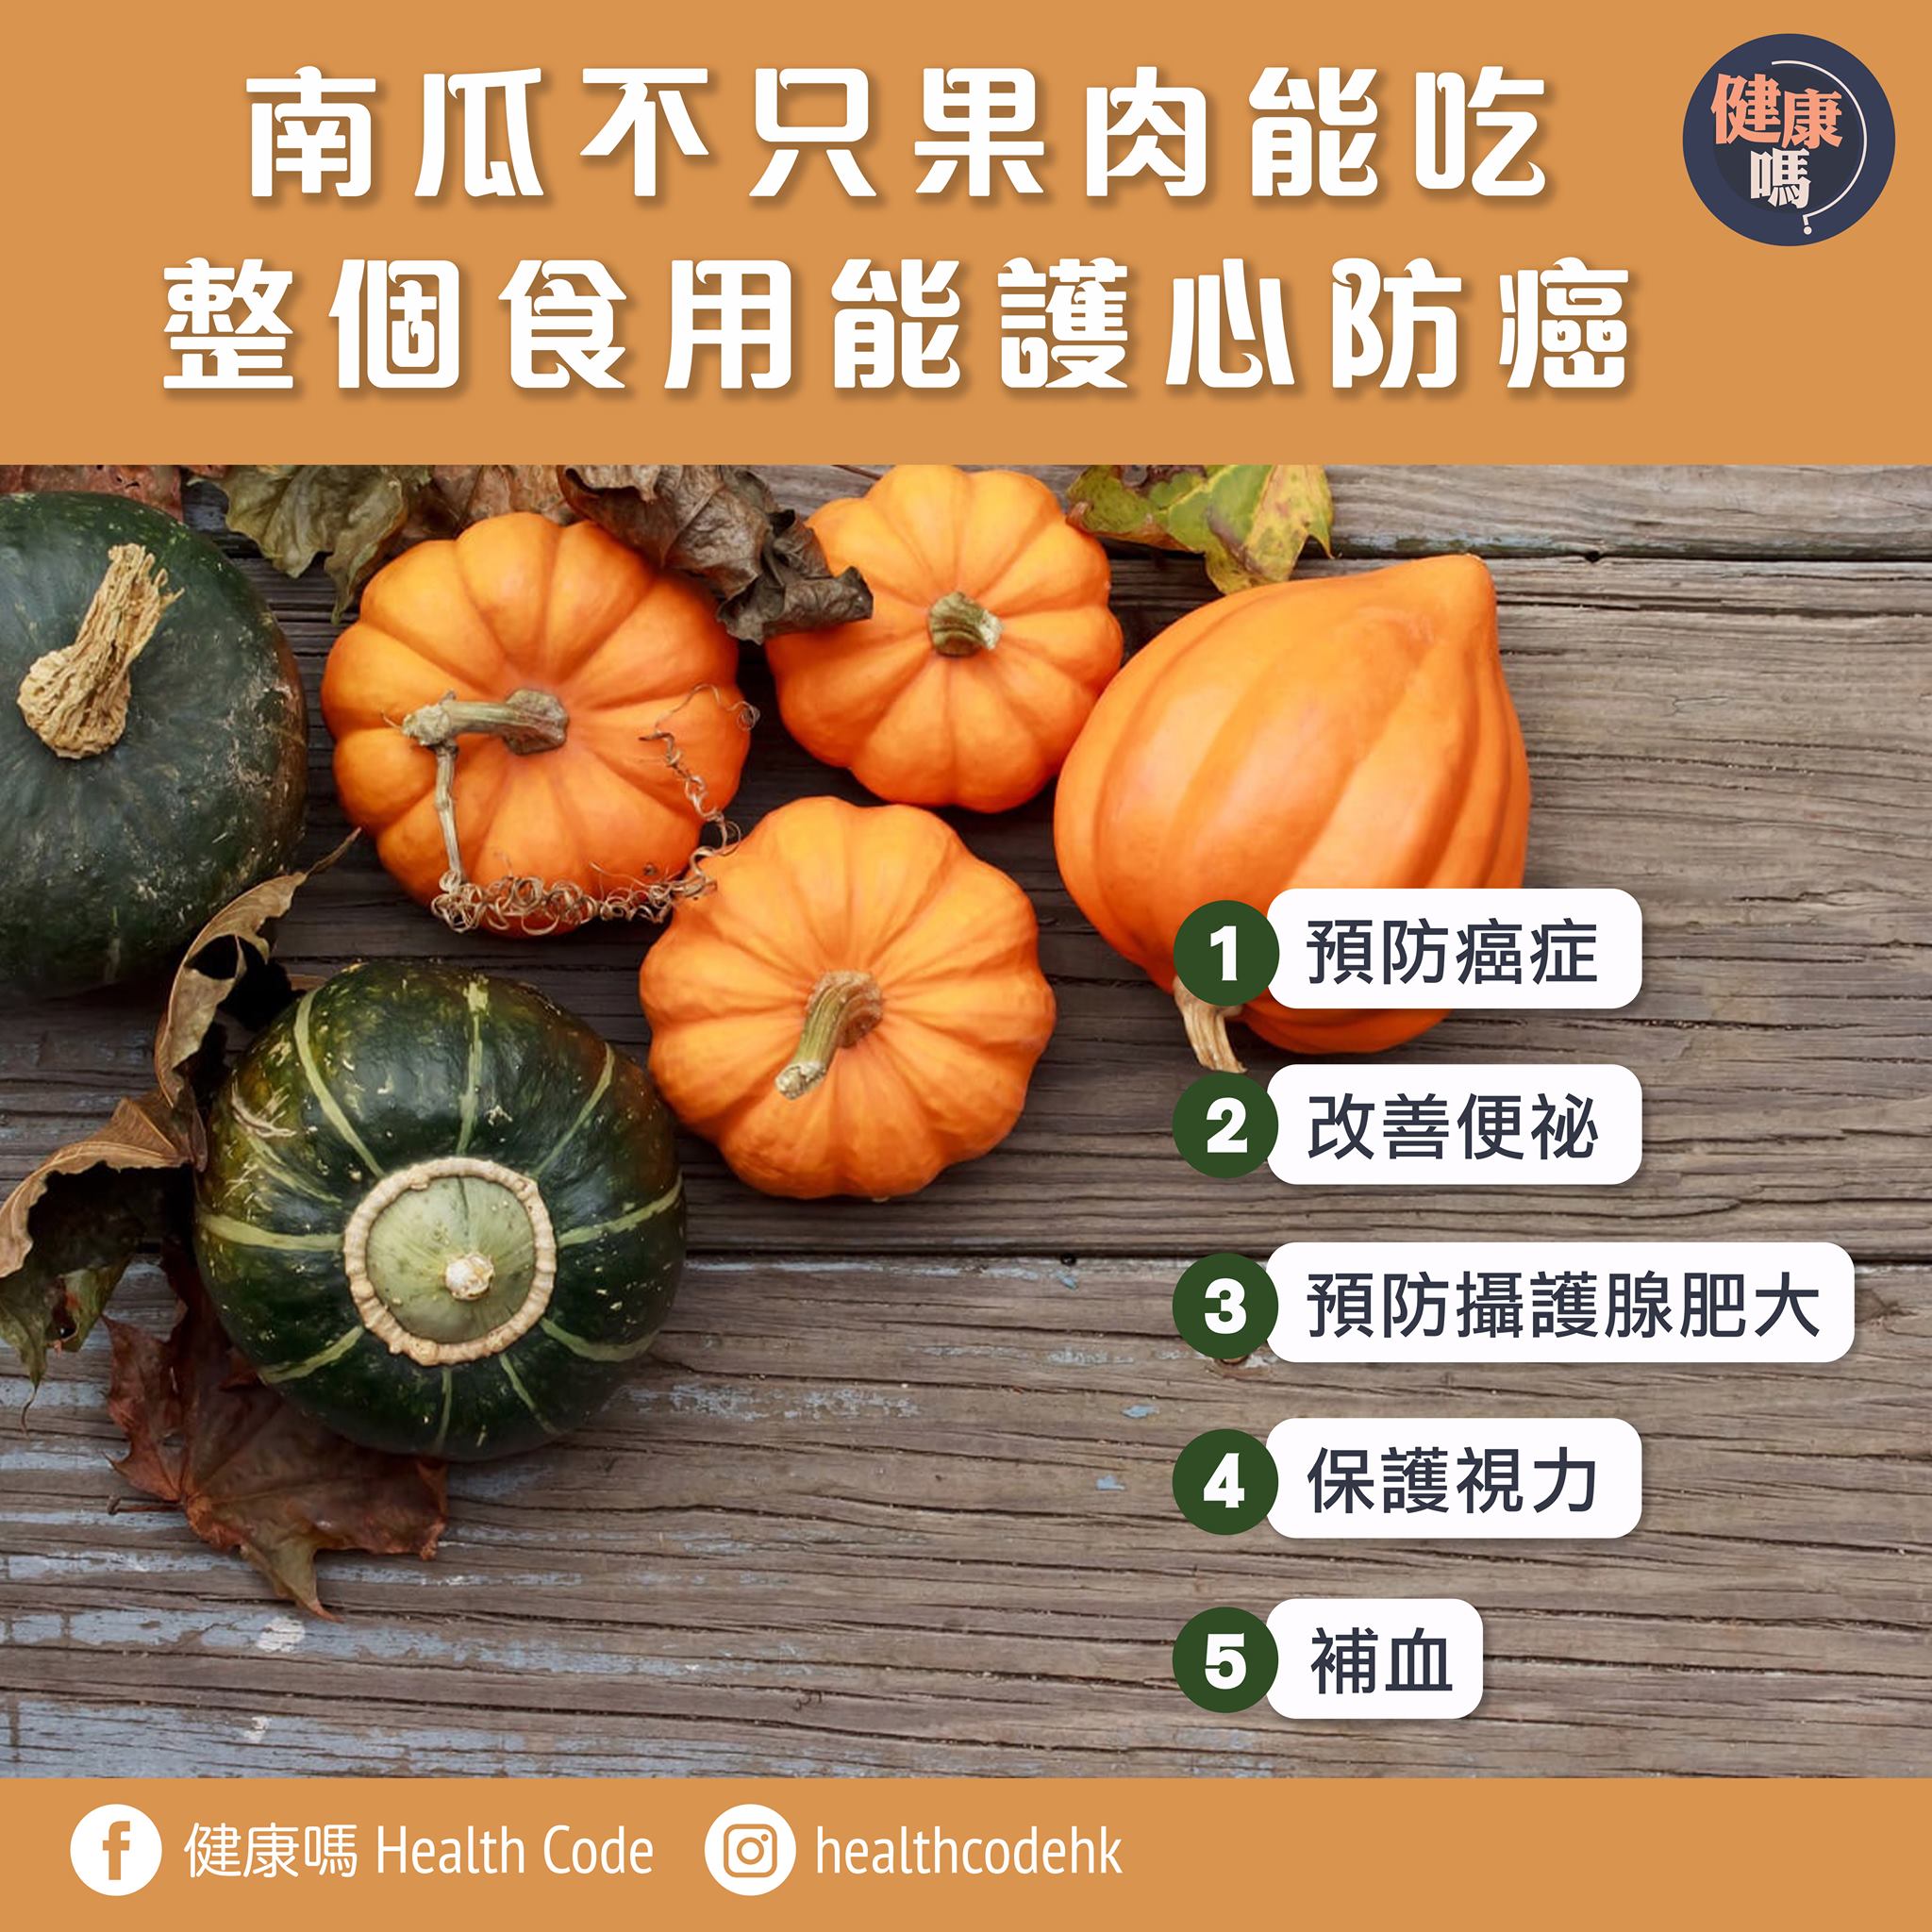 南瓜不只果肉能吃
整個食用能護心防癌
健康
嗎?
1 預防癌症
2 改善便祕
3 預防攝護腺肥大
4 保護視力
5 補血
健康嗎 Health Code
healthcodehk